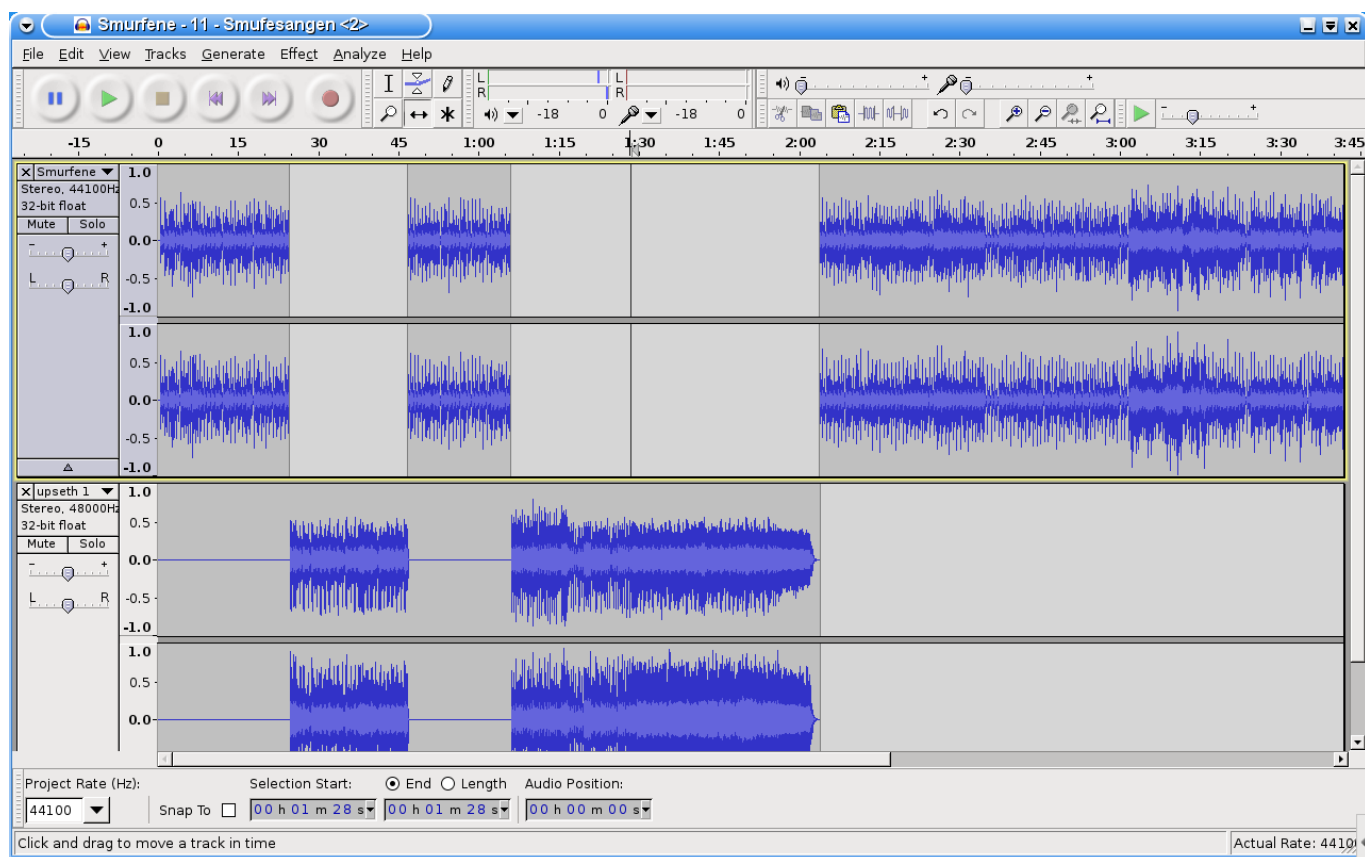 Smurfene - 11 - Smufesangen <2>
File Edit View Tracks Generate Effect Analyze Help
L
R
L
R
-18 0 -18 0
- +
-15 0 15 30 45 1:00 1:15 1:30 1:45 2:00 2:15 2:30 2:45 3:00 3:15 3:30 3:45
X Smurfene
Stereo, 44100Hz
32-bit float
Mute Solo
- +
L R
1.0
0.5
0.0
-0.5
-1.0
1.0
0.5
0.0
-0.5
-1.0
X upseth 1
Stereo, 48000Hz
32-bit float
Mute Solo
- +
L R
1.0
0.5
0.0
-0.5
-1.0
1.0
0.5
0.0
Project Rate (Hz): Selection Start: End Length Audio Position:
44100 Snap To 00 h 01 m 28 s 00 h 01 m 28 s 00 h 00 m 00 s
Click and drag to move a track in time Actual Rate: 4410